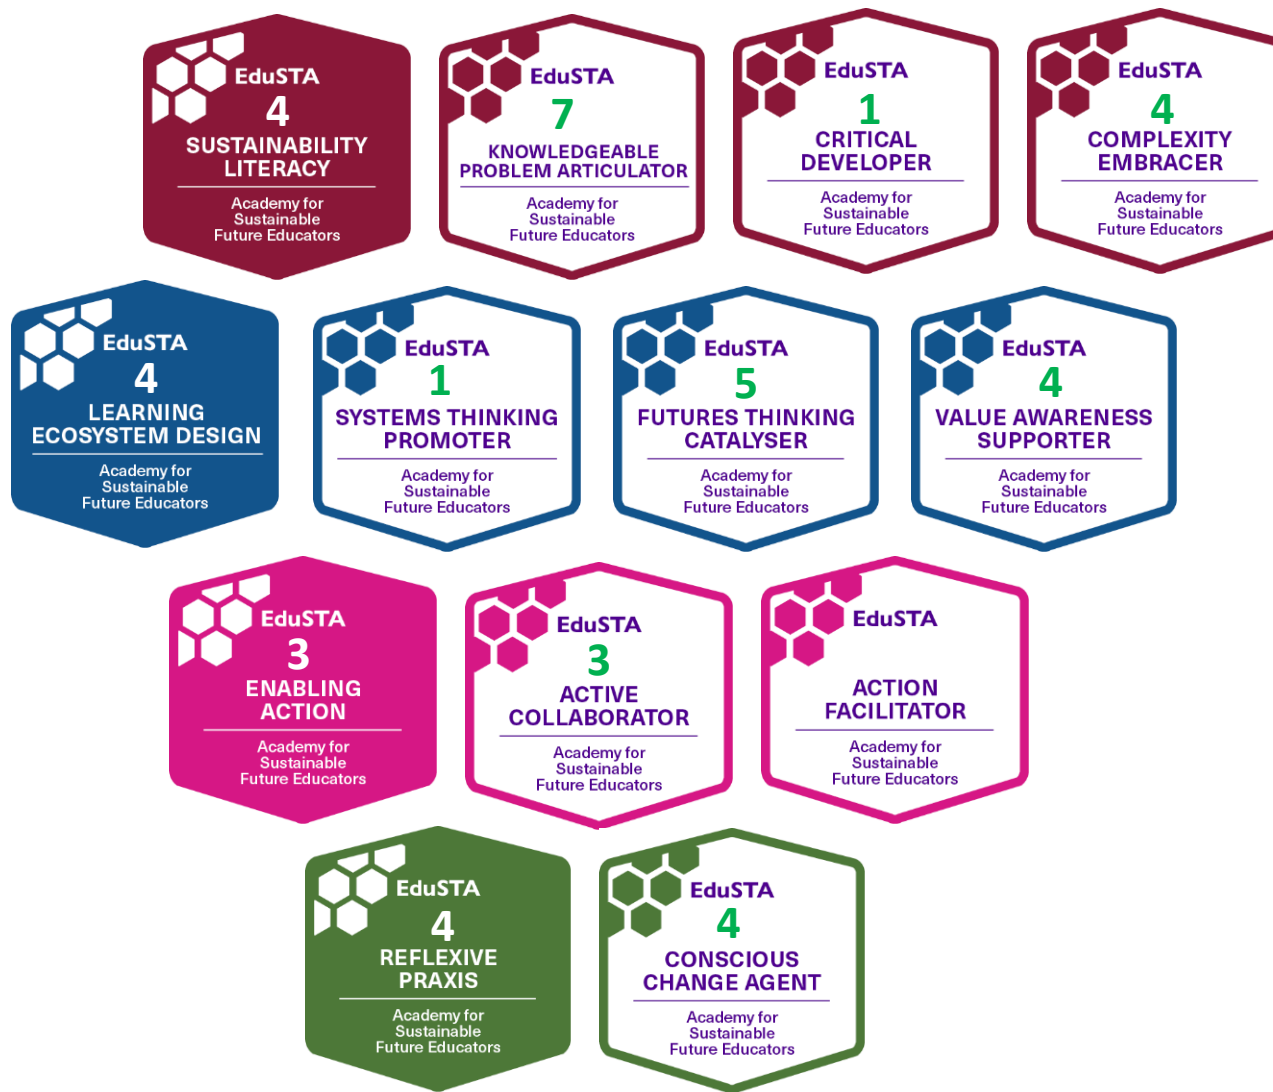 EduSTA
4
SUSTAINABILITY
LITERACY
Academy for
Sustainable
Future Educators
EduSTA
7
KNOWLEDGEABLE
PROBLEM ARTICULATOR
Academy for
Sustainable
Future Educators
EduSTA
1
CRITICAL
DEVELOPER
Academy for
Sustainable
Future Educators
EduSTA
4
COMPLEXITY
EMBRACER
Academy for
Sustainable
Future Educators
EduSTA
4
LEARNING
ECOSYSTEM DESIGN
Academy for
Sustainable
Future Educators
EduSTA
1
SYSTEMS THINKING
PROMOTER
Academy for
Sustainable
Future Educators
EduSTA
5
FUTURES THINKING
CATALYSER
Academy for
Sustainable
Future Educators
EduSTA
4
VALUE AWARENESS
SUPPORTER
Academy for
Sustainable
Future Educators
EduSTA
3
ENABLING
ACTION
Academy for
Sustainable
Future Educators
EduSTA
3
ACTIVE
COLLABORATOR
Academy for
Sustainable
Future Educators
EduSTA
ACTION
FACILITATOR
Academy for
Sustainable
Future Educators
EduSTA
4
REFLEXIVE
PRAXIS
Academy for
Sustainable
Future Educators
EduSTA
4
CONSCIOUS
CHANGE AGENT
Academy for
Sustainable
Future Educators